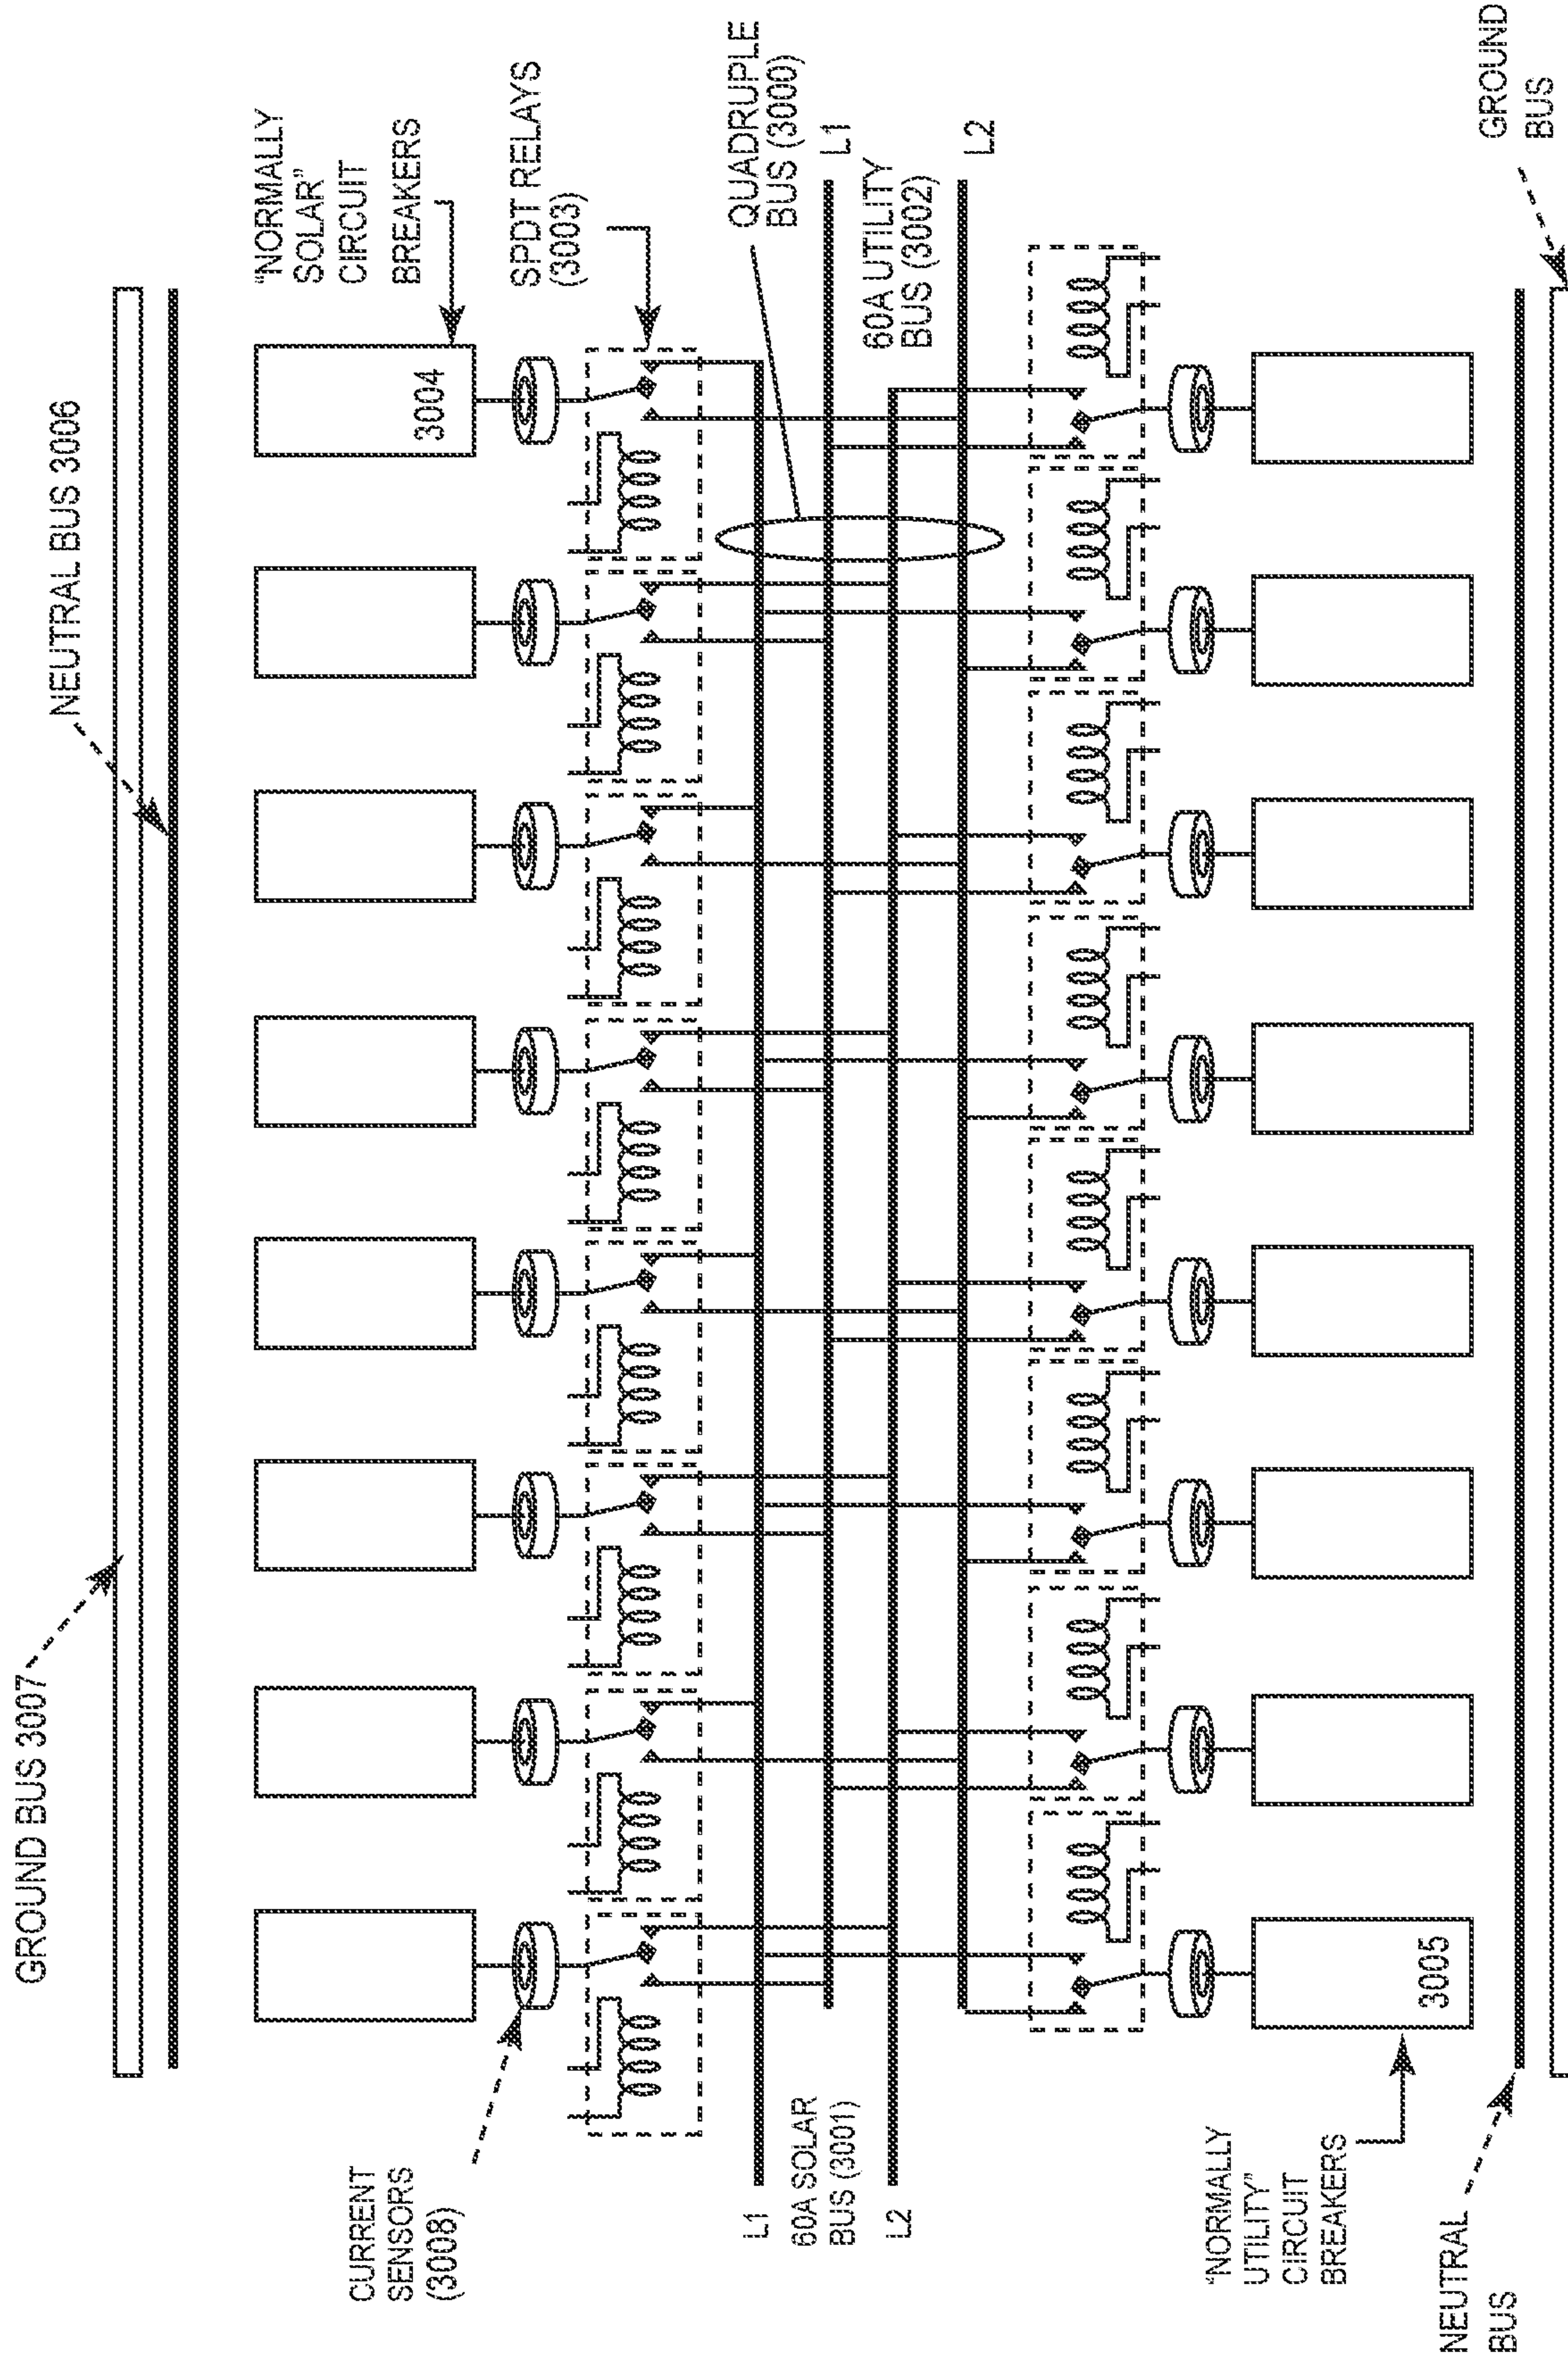 GROUND BUS 3007
NEUTRAL BUS 3006
"NORMALLY
SOLAR"
CIRCUIT
BREAKERS
3004
SPDT RELAYS
(3003)
QUADRUPLE
BUS (3000)
L1
60A UTILITY
BUS (3002)
L2
CURRENT
SENSORS
(3008)
L1
60A SOLAR
BUS (3001)
L2
"NORMALLY
UTILITY"
CIRCUIT
BREAKERS
3005
NEUTRAL
BUS
GROUND
BUS